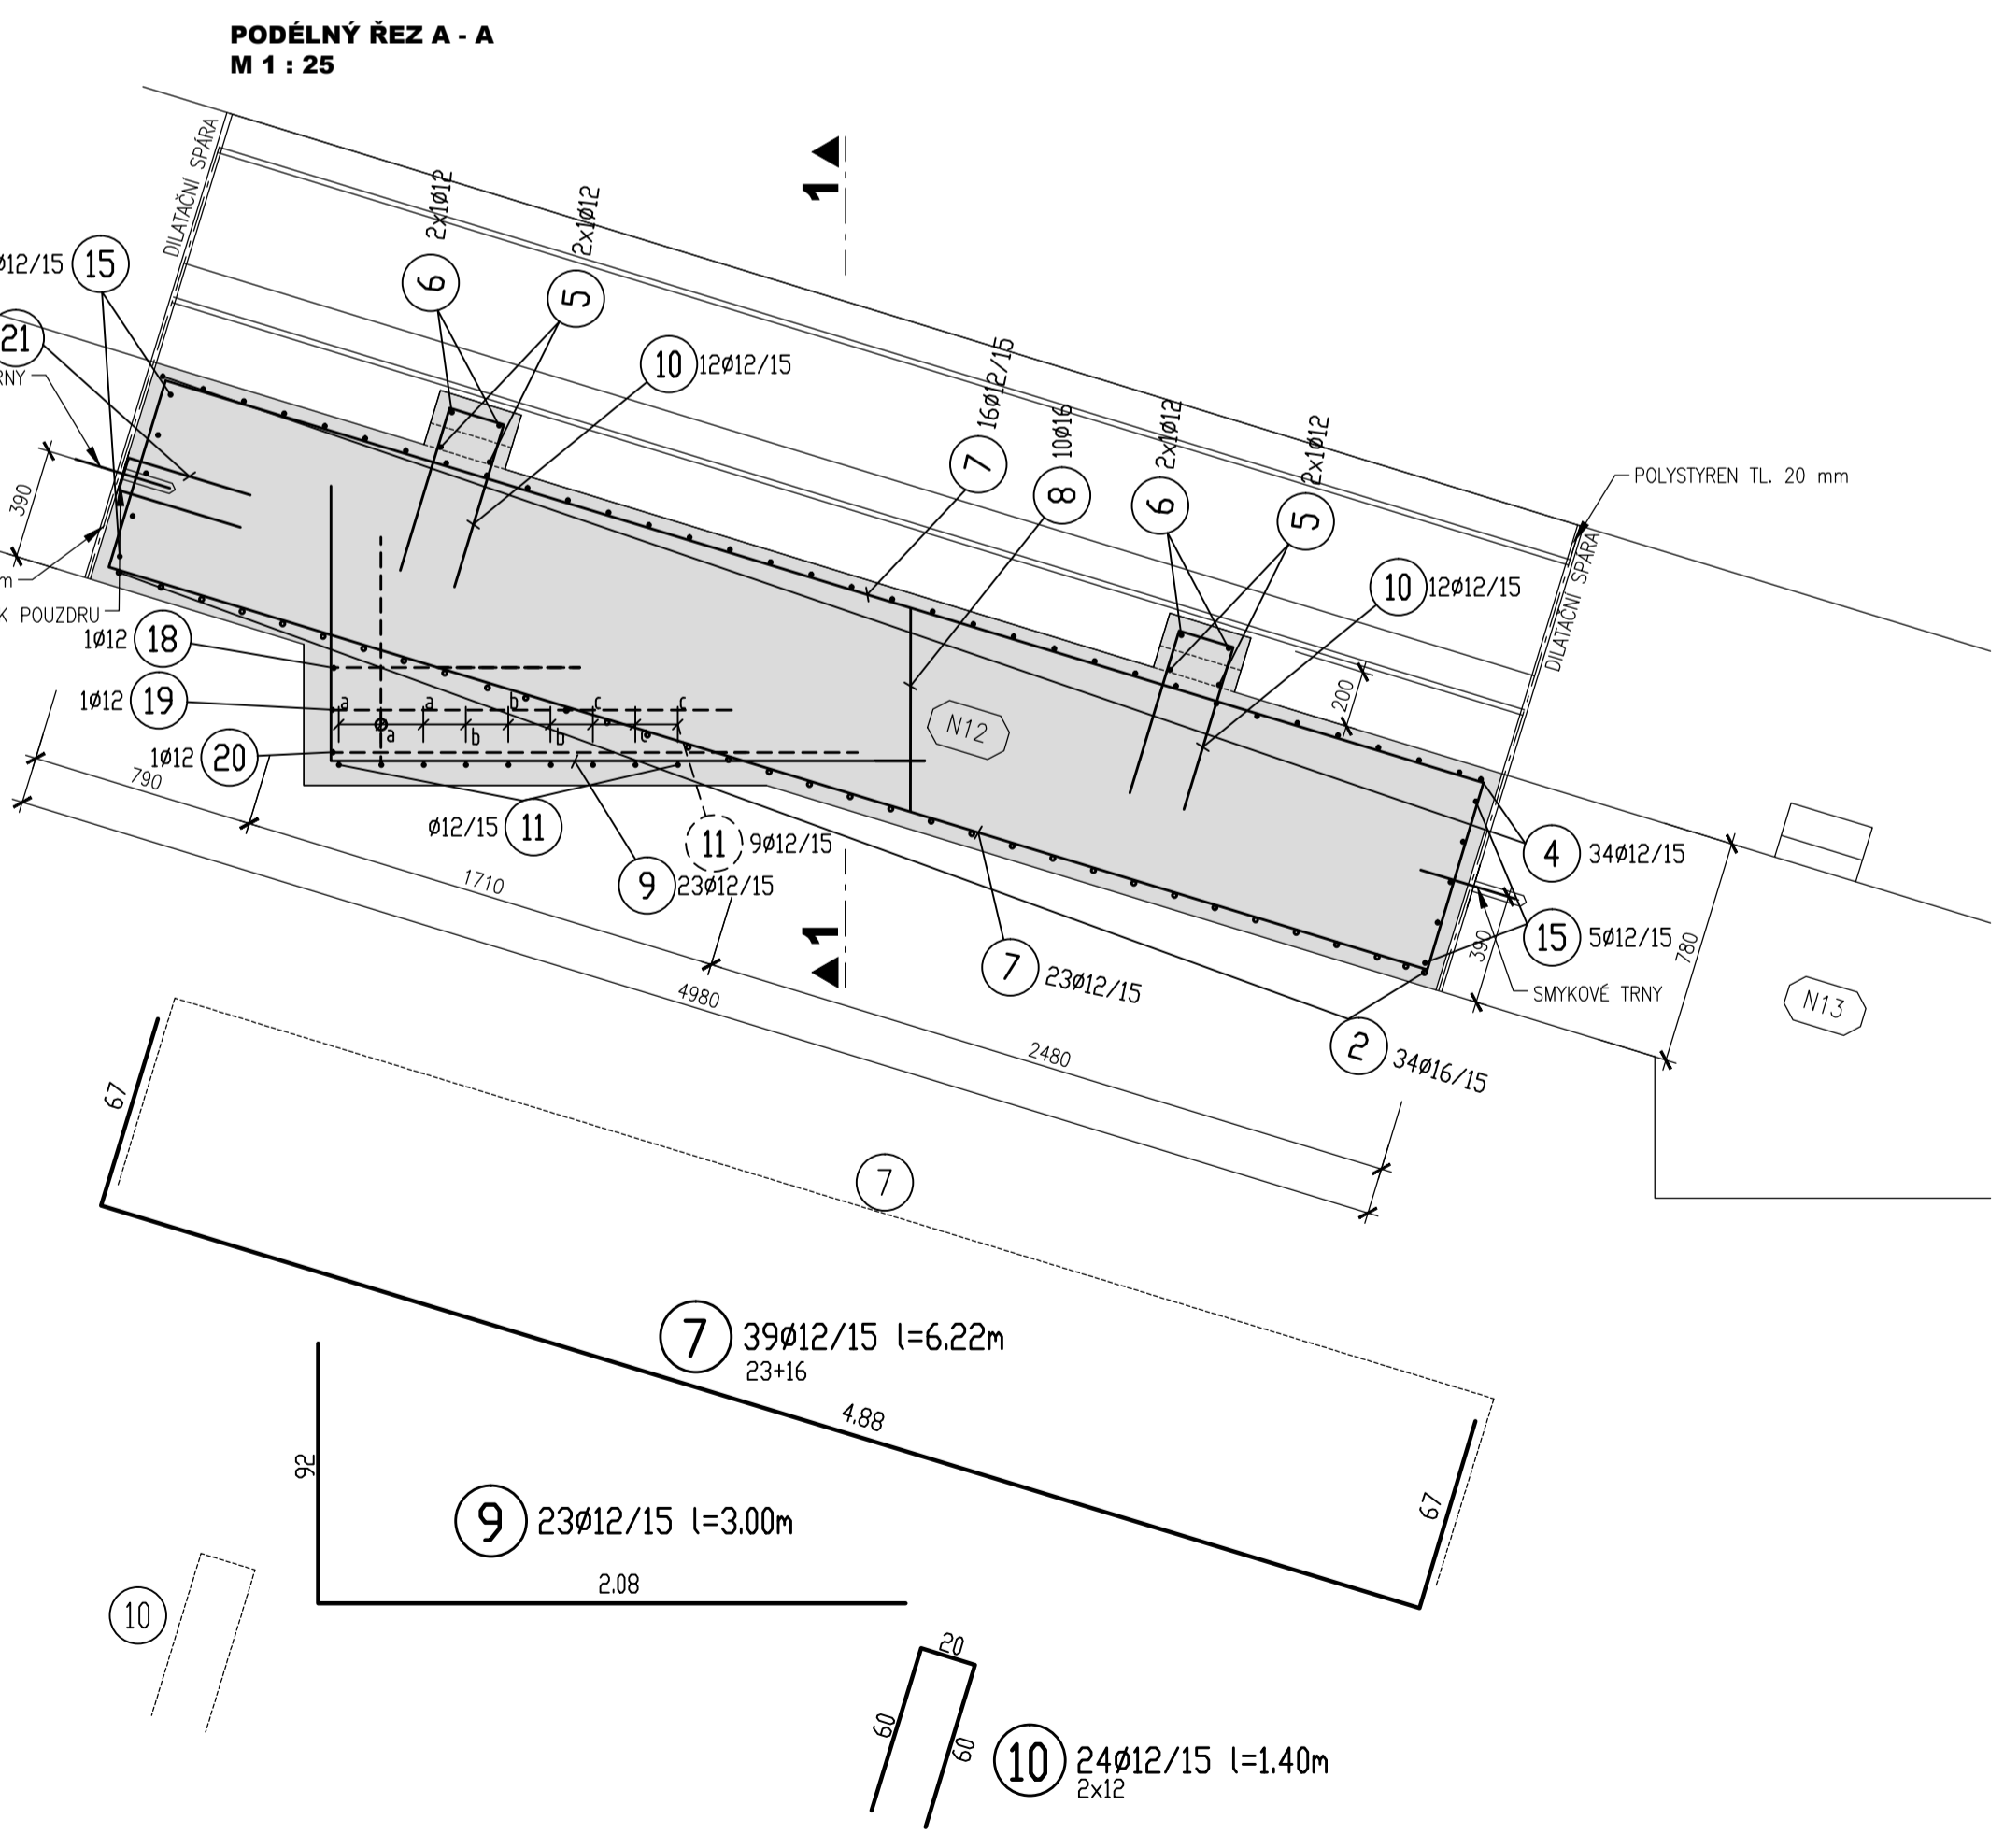 PODÉLNÝ ŘEZ A - A
M 1 : 25
DILATAČNÍ SPÁRA
2x1ø12
2x1ø12
1
ø12/15
15
6
5
21
10
12ø12/15
16ø12/15
7
10ø16
8
2x1ø12
2x1ø12
6
5
POLYSTYREN TL. 20 mm
DILATAČNÍ SPÁRA
10
12ø12/15
390
K POUZDRU
1ø12
18
1ø12
19
1ø12
20
a
a
a
b
b
b
c
c
c
N12
200
790
ø12/15
11
11
9ø12/15
9
23ø12/15
1710
4
34ø12/15
15
5ø12/15
390
780
SMYKOVÉ TRNY
N13
1
7
23ø12/15
4980
2480
2
34ø16/15
67
7
7
39ø12/15 l=6.22m
23+16
4.88
67
92
9
23ø12/15 l=3.00m
2.08
10
20
60
60
10
24ø12/15 l=1.40m
2x12